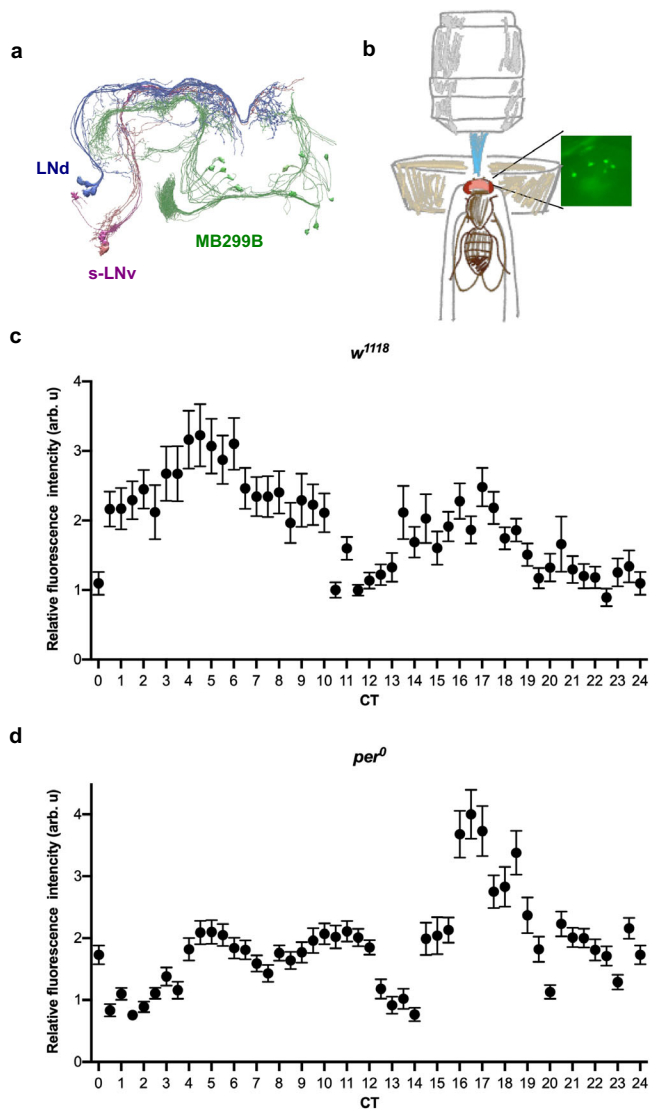 a
b
LNd
MB299B
s-LNv
c
w1118
Relative fluorescence intencity (arb. u)
4
3
2
1
0
0 1 2 3 4 5 6 7 8 9 10 11 12 13 14 15 16 17 18 19 20 21 22 23 24
CT
d
per0
Relative fluorescence intencity (arb. u)
4
3
2
1
0
0 1 2 3 4 5 6 7 8 9 10 11 12 13 14 15 16 17 18 19 20 21 22 23 24
CT